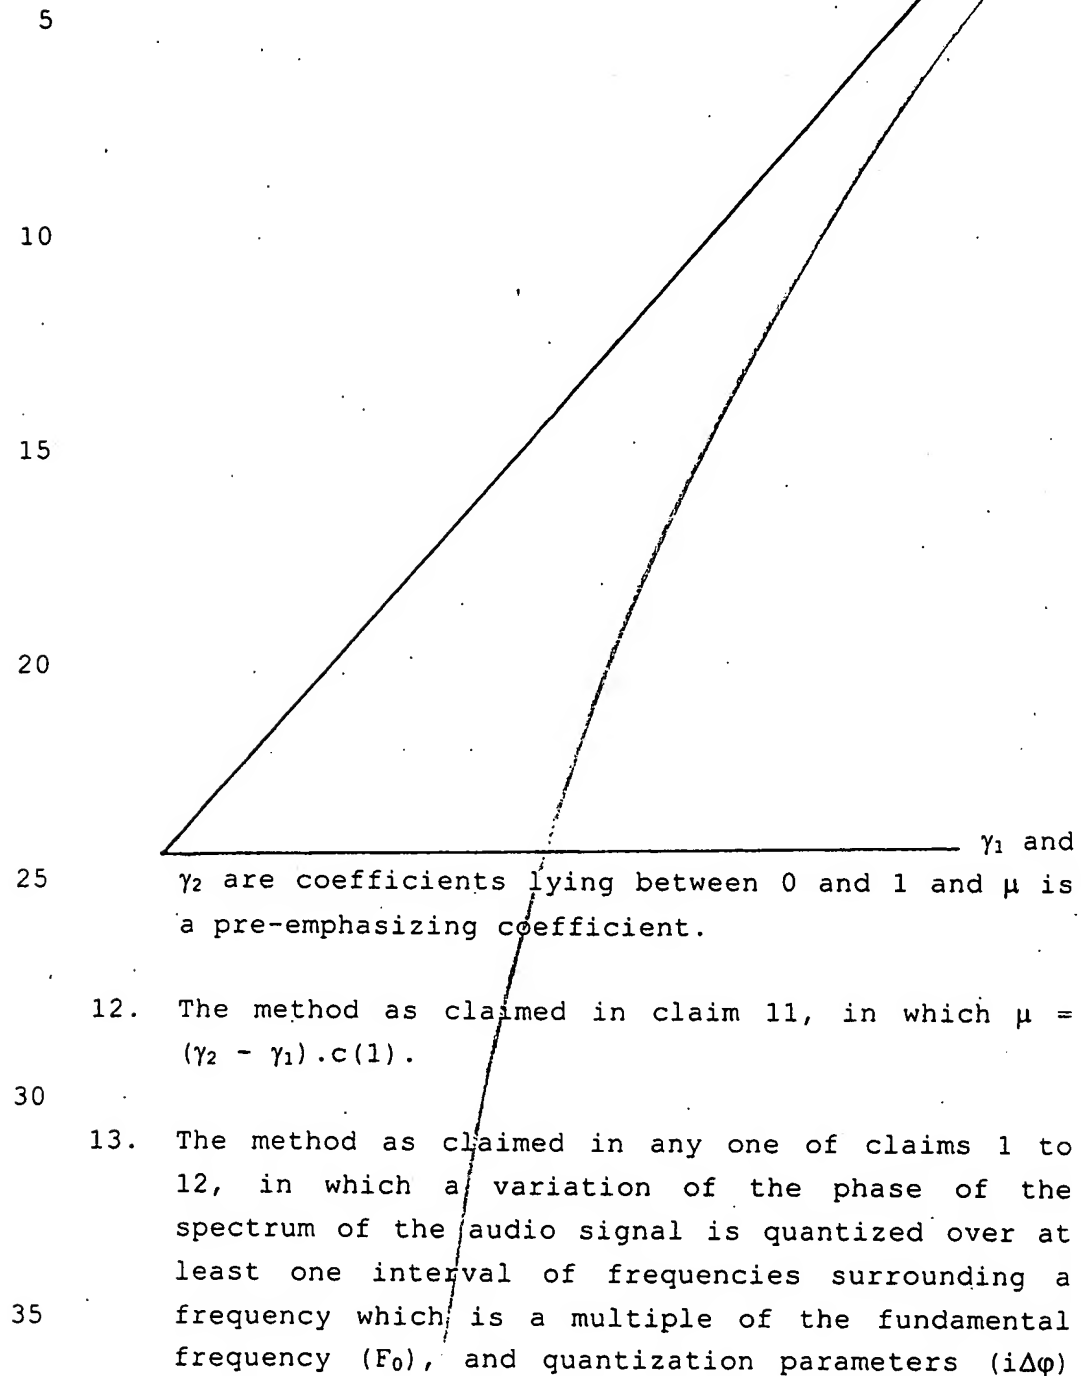 5
10
15
20
γ₁ and
25 γ₂ are coefficients lying between 0 and 1 and μ is
a pre-emphasizing coefficient.
12. The method as claimed in claim 11, in which μ =
(γ₂ - γ₁).c(1).
30
13. The method as claimed in any one of claims 1 to
12, in which a variation of the phase of the
spectrum of the audio signal is quantized over at
least one interval of frequencies surrounding a
35 frequency which is a multiple of the fundamental
frequency (F₀), and quantization parameters (iΔφ)